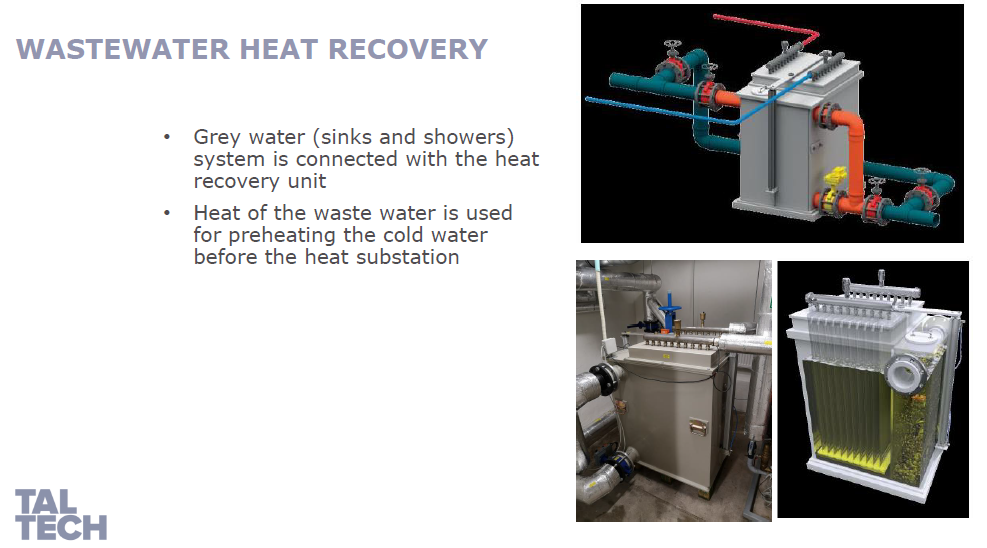 WASTEWATER HEAT RECOVERY
• Grey water (sinks and showers)
system is connected with the heat
recovery unit
• Heat of the waste water is used
for preheating the cold water
before the heat substation
TAL
TECH